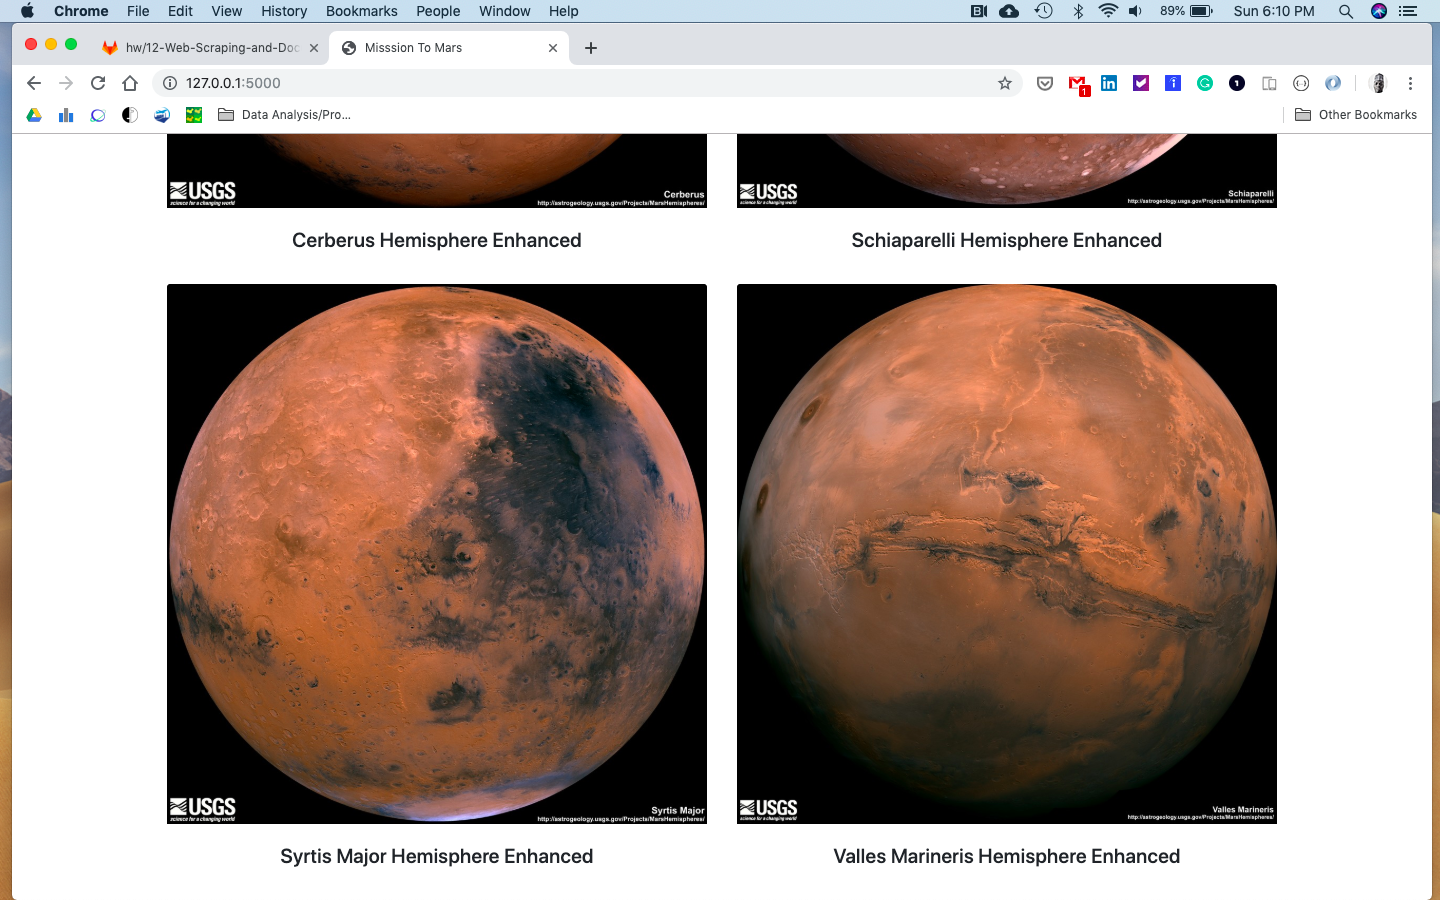 Chrome File Edit View History Bookmarks People Window Help 89% Sun 6:10 PM
hw/12-Web-Scraping-and-Doc Misssion To Mars
127.0.0.1:5000 1
Data Analysis/Pro... Other Bookmarks
USGS
science for a changing world
Cerberus
http://astrogeology.usgs.gov/Projects/MarsHemispheres/
USGS
science for a changing world
Schiaparelli
http://astrogeology.usgs.gov/Projects/MarsHemispheres/
Cerberus Hemisphere Enhanced
Schiaparelli Hemisphere Enhanced
USGS
science for a changing world
Syrtis Major
http://astrogeology.usgs.gov/Projects/MarsHemispheres/
USGS
science for a changing world
Valles Marineris
http://astrogeology.usgs.gov/Projects/MarsHemispheres/
Syrtis Major Hemisphere Enhanced
Valles Marineris Hemisphere Enhanced